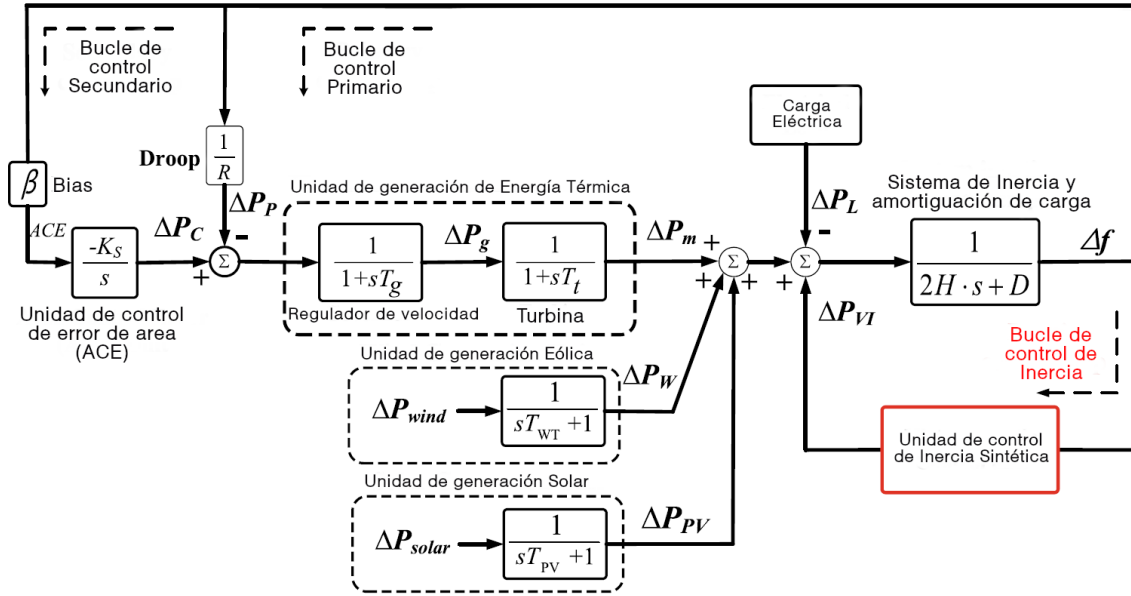 Bucle de
control
Secundario
Bucle de
control
Primario
Carga
Eléctrica
Droop
1
R
β
Bias
ΔP_P
Unidad de generación de Energía Térmica
ΔP_L
Sistema de Inercia y
amortiguación de carga
ACE
-K_S
s
ΔP_C
-
+
Σ
1
1+sT_g
ΔP_g
1
1+sT_t
ΔP_m
+
+
+
Σ
+
-
+
Σ
1
2H·s+D
Δf
Regulador de velocidad
Turbina
Unidad de control
de error de area
(ACE)
ΔP_VI
Bucle de
control de
Inercia
Unidad de generación Eólica
ΔP_wind
1
sT_WT +1
ΔP_W
Unidad de control
de Inercia Sintética
Unidad de generación Solar
ΔP_solar
1
sT_PV +1
ΔP_PV